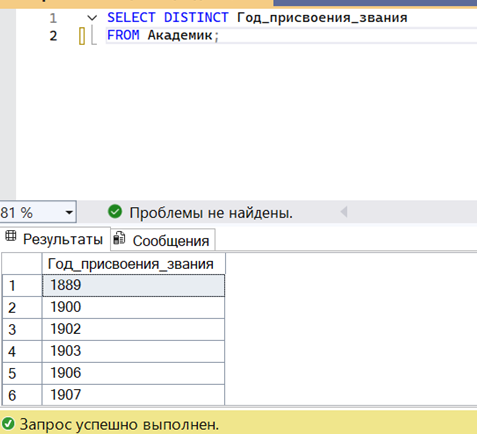 1 SELECT DISTINCT Год_присвоения_звания
2 FROM Академик;
81 % Проблемы не найдены.
Результаты Сообщения
Год_присвоения_звания
1 1889
2 1900
3 1902
4 1903
5 1906
6 1907
Запрос успешно выполнен.